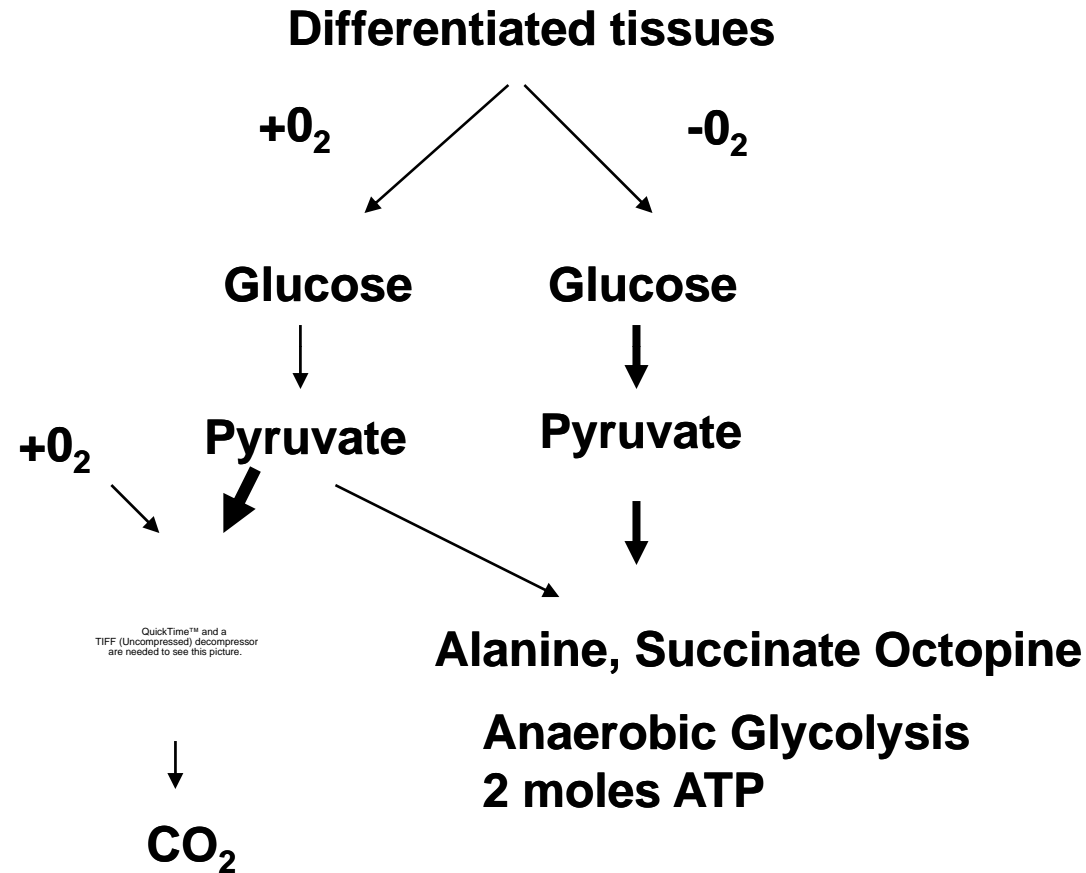 Differentiated tissues
+0₂
-0₂
Glucose
Glucose
+0₂
Pyruvate
Pyruvate
QuickTime™ and a
TIFF (Uncompressed) decompressor
are needed to see this picture.
Alanine, Succinate Octopine
Anaerobic Glycolysis
2 moles ATP
CO₂